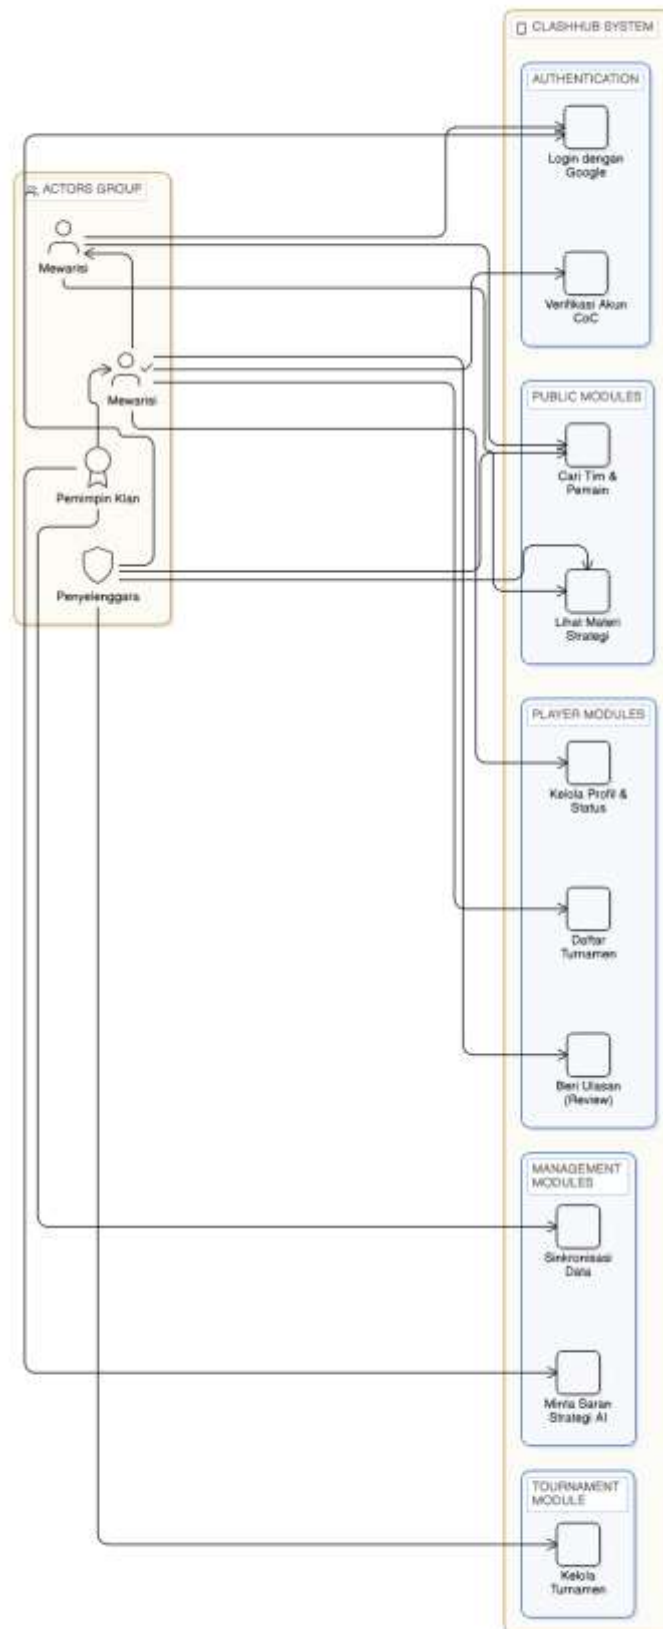 CLASHHUB SYSTEM
AUTHENTICATION
Login dengan
Google
ACTORS GROUP
Mewarisi
Verifikasi Akun
CoC
Mewarisi
PUBLIC MODULES
Cari Tim &
Pemain
Pemimpin Klan
Penyelenggara
Lihat Materi
Strategi
PLAYER MODULES
Kelola Profil &
Status
Daftar
Turnamen
Beri Ulasan
(Review)
MANAGEMENT
MODULES
Sinkronisasi
Data
Minta Saran
Strategi AI
TOURNAMENT
MODULE
Kelola
Turnamen